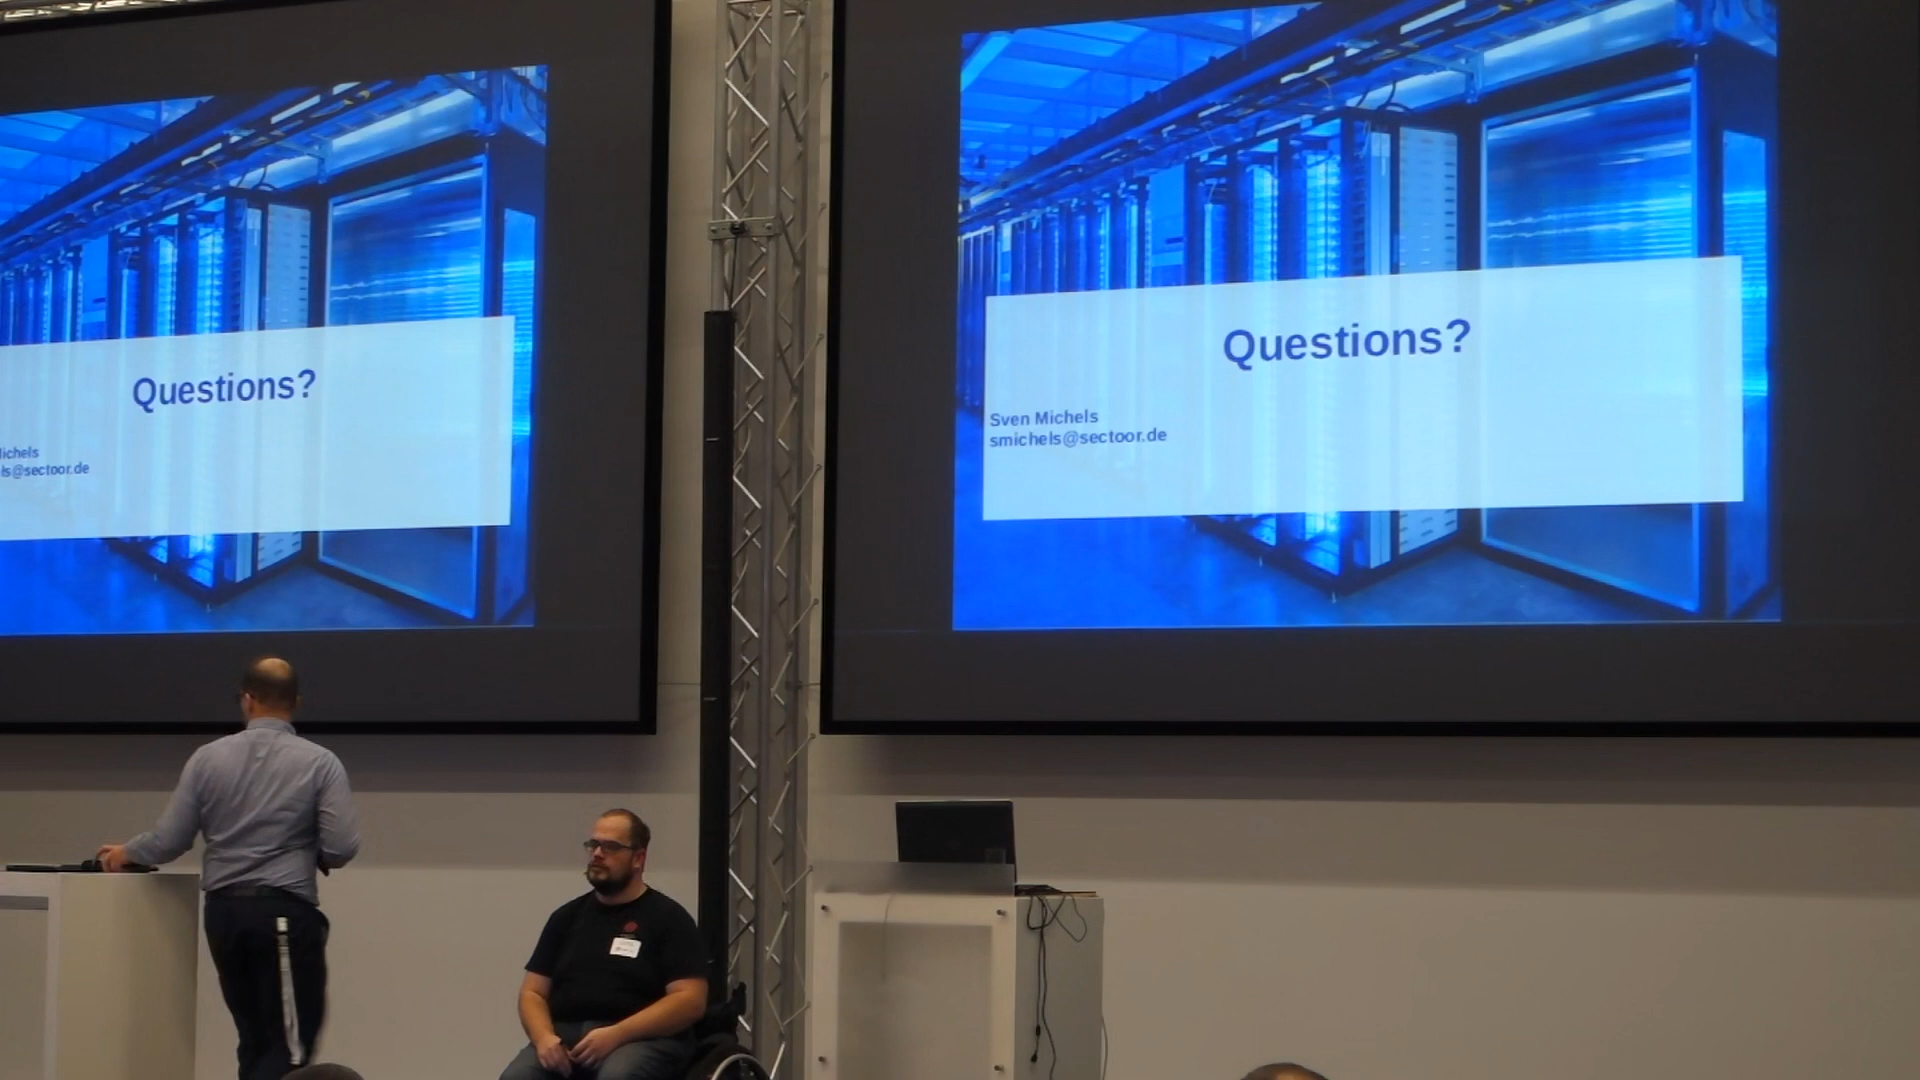 Questions?
ichels
ls@sectoor.de
Questions?
Sven Michels
smichels@sectoor.de